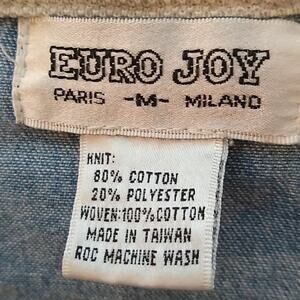 EURO JOY
PARIS -M- MILANO
KNIT:
80% COTTON
20% POLYESTER
WOVEN:100%COTTON
MADE IN TAIWAN
ROC MACHINE WASH